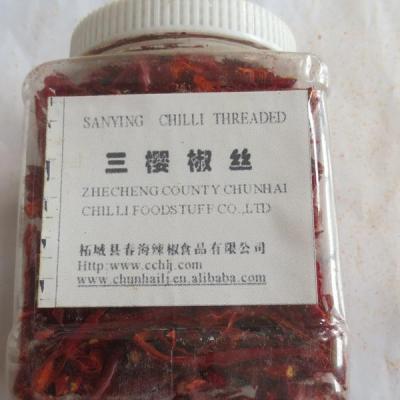 SANYING CHILLI THREADED
三樱椒丝
ZHECHENG COUNTY CHUNHAI
CHILLI FOODSTUFF CO.,LTD
柘城县春海辣椒食品有限公司
Http:www.cchlj.com
www.chunhailj.en.alibaba.com